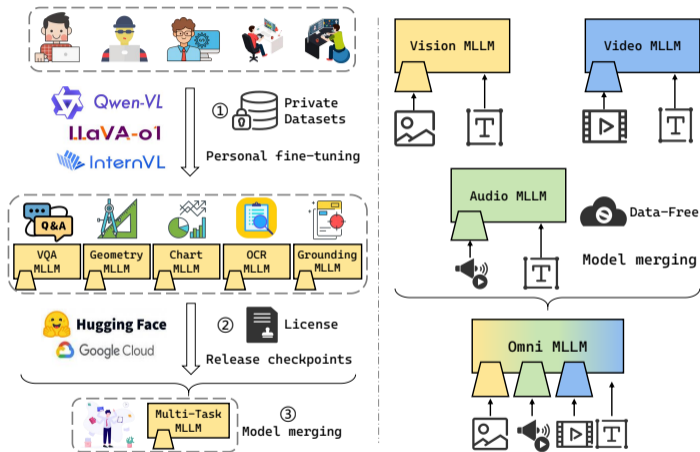 Qwen-VL
LLaVA-o1
InternVL
①
Private
Datasets
Personal fine-tuning
Q&A
VQA
MLLM
Geometry
MLLM
Chart
MLLM
OCR
MLLM
Grounding
MLLM
Hugging Face
Google Cloud
②
License
Release checkpoints
Multi-Task
MLLM
③
Model merging
Vision MLLM
T
Video MLLM
T
Audio MLLM
T
Data-Free
Model merging
Omni MLLM
T